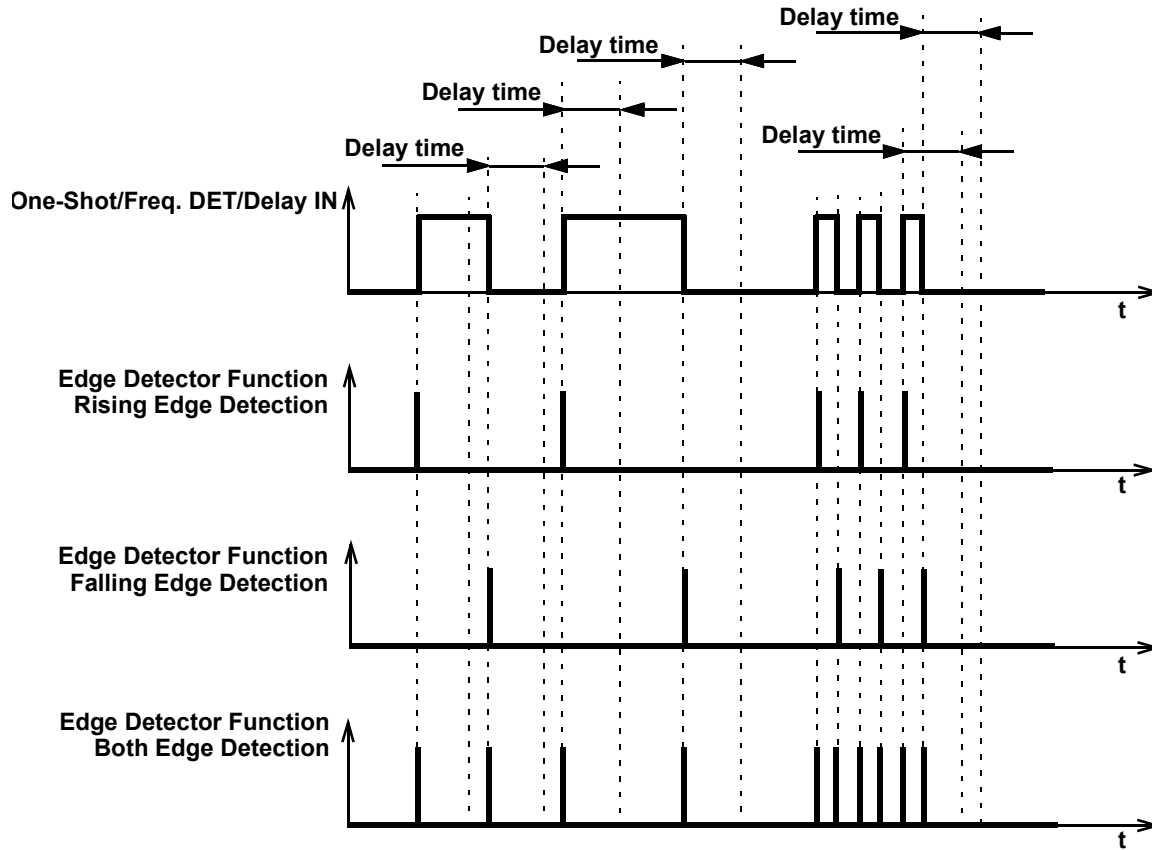 Delay time
Delay time
Delay time
Delay time
Delay time
One-Shot/Freq. DET/Delay IN
t
Edge Detector Function
Rising Edge Detection
t
Edge Detector Function
Falling Edge Detection
t
Edge Detector Function
Both Edge Detection
t